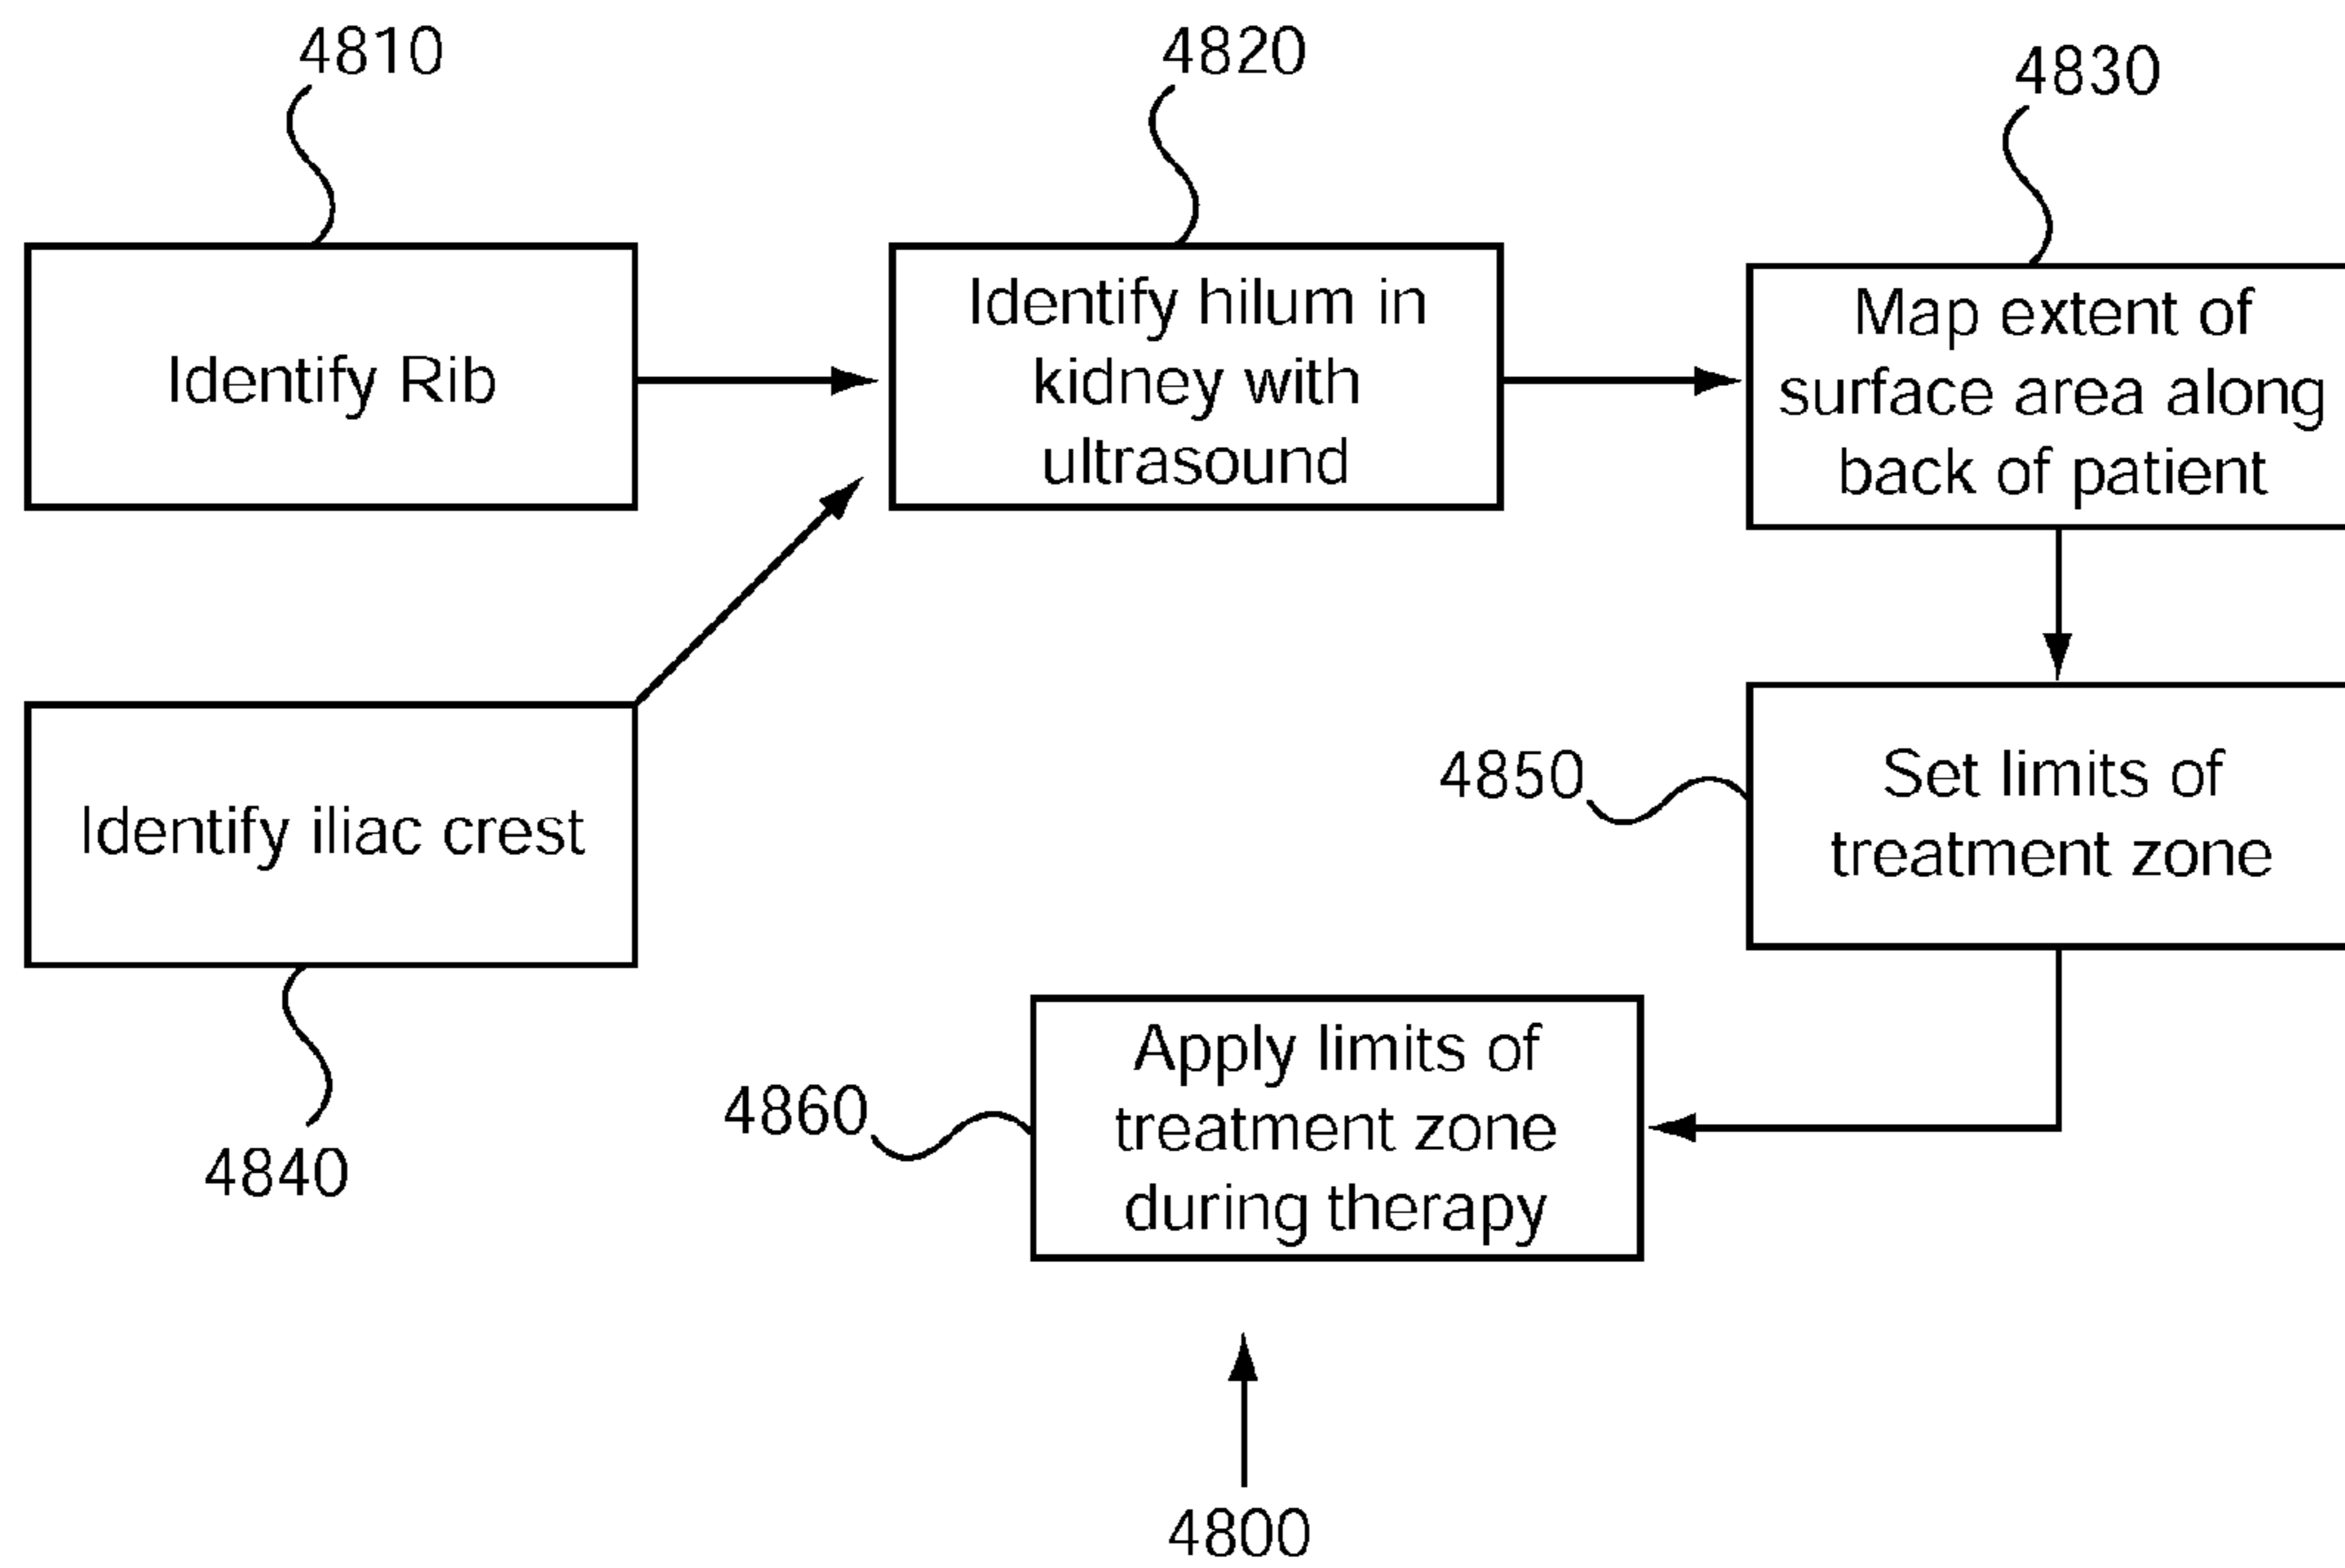 4810
4820
4830
Identify Rib
Identify hilum in
kidney with
ultrasound
Map extent of
surface area along
back of patient
Identify iliac crest
4840
4850
Set limits of
treatment zone
4860
Apply limits of
treatment zone
during therapy
4800